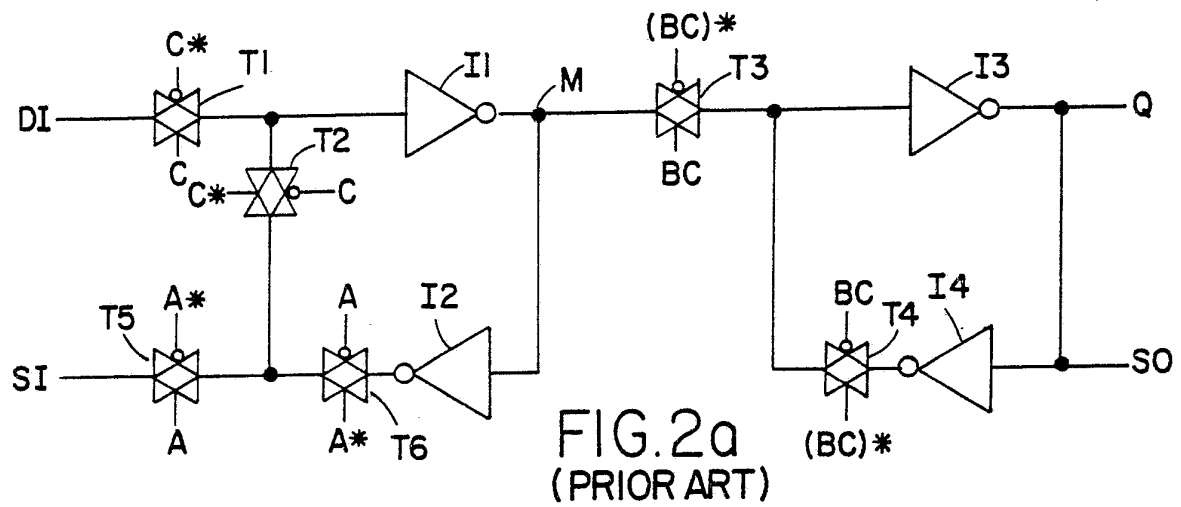 (BC)*
C*
T1
I1
M
T3
I3
DI
Q
C
T2
BC
C*
C
A*
A
I2
BC
I4
T5
T4
SI
SO
A
A*
T6
(BC)*
FIG. 2a
(PRIOR ART)